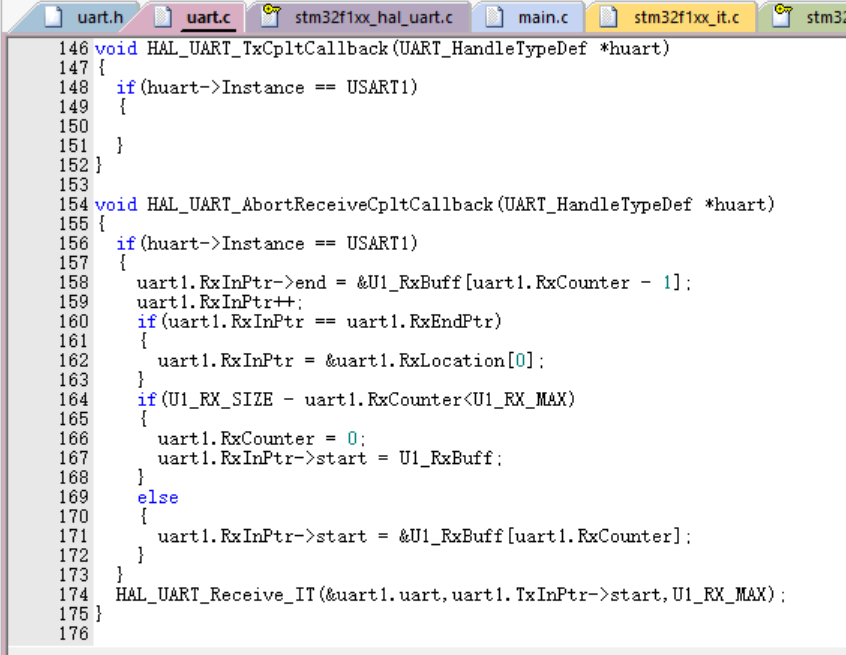 uart.h uart.c stm32f1xx_hal_uart.c main.c stm32f1xx_it.c stm32
146 void HAL_UART_TxCpltCallback(UART_HandleTypeDef *huart)
147 {
148 if(huart->Instance == USART1)
149 {
150
151 }
152 }
153
154 void HAL_UART_AbortReceiveCpltCallback(UART_HandleTypeDef *huart)
155 {
156 if(huart->Instance == USART1)
157 {
158 uart1.RxInPtr->end = &U1_RxBuff[uart1.RxCounter - 1];
159 uart1.RxInPtr++;
160 if(uart1.RxInPtr == uart1.RxEndPtr)
161 {
162 uart1.RxInPtr = &uart1.RxLocation[0];
163 }
164 if(U1_RX_SIZE - uart1.RxCounter<U1_RX_MAX)
165 {
166 uart1.RxCounter = 0;
167 uart1.RxInPtr->start = U1_RxBuff;
168 }
169 else
170 {
171 uart1.RxInPtr->start = &U1_RxBuff[uart1.RxCounter];
172 }
173 }
174 HAL_UART_Receive_IT(&uart1.uart,uart1.TxInPtr->start,U1_RX_MAX);
175 }
176